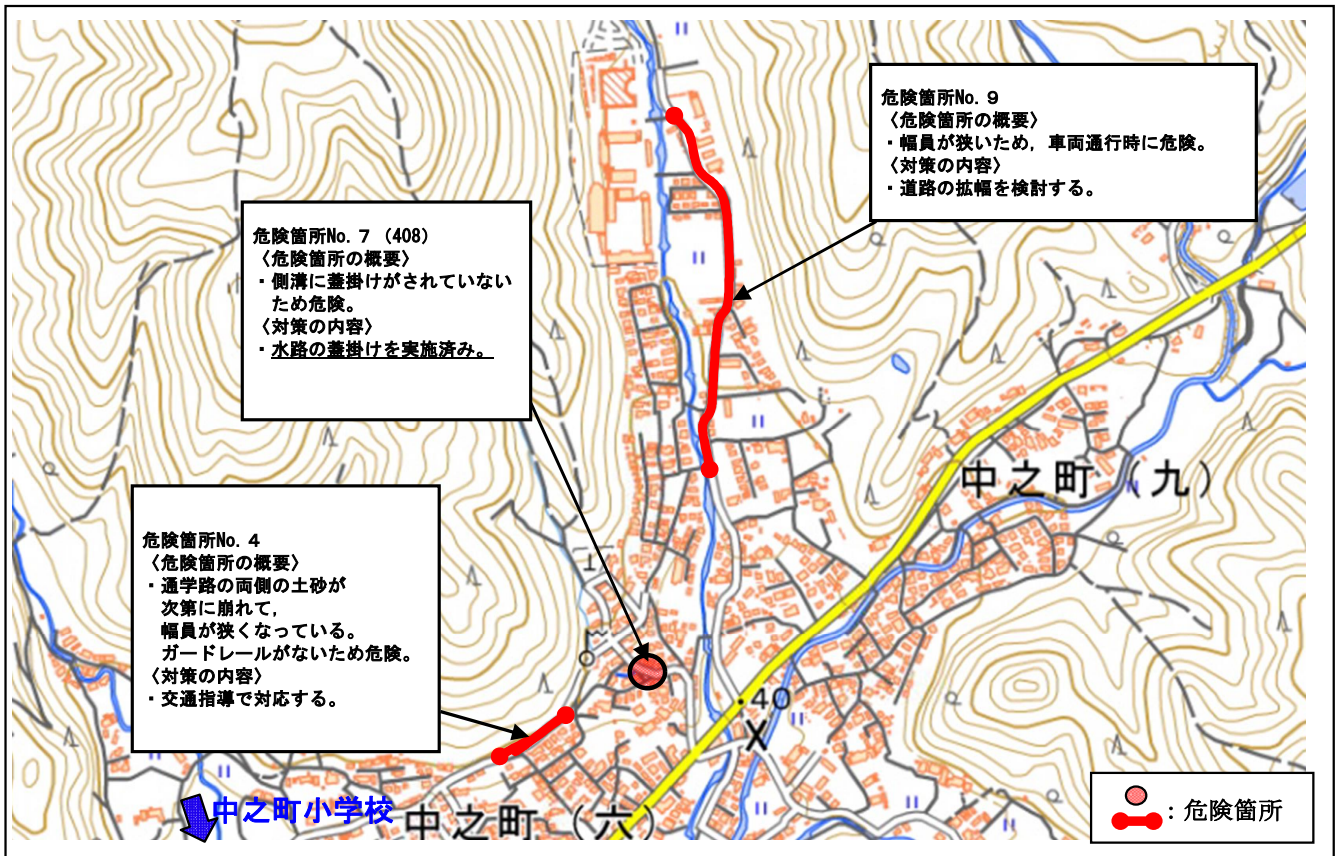 危険箇所No. 9
〈危険箇所の概要〉
・幅員が狭いため，車両通行時に危険。
〈対策の内容〉
・道路の拡幅を検討する。
危険箇所No. 7 （408）
〈危険箇所の概要〉
・側溝に蓋掛けがされていない
ため危険。
〈対策の内容〉
・水路の蓋掛けを実施済み。
中之町（九）
危険箇所No. 4
〈危険箇所の概要〉
・通学路の両側の土砂が
次第に崩れて，
幅員が狭くなっている。
ガードレールがないため危険。
〈対策の内容〉
・交通指導で対応する。
・40
中之町小学校
中之町（六）
：危険箇所